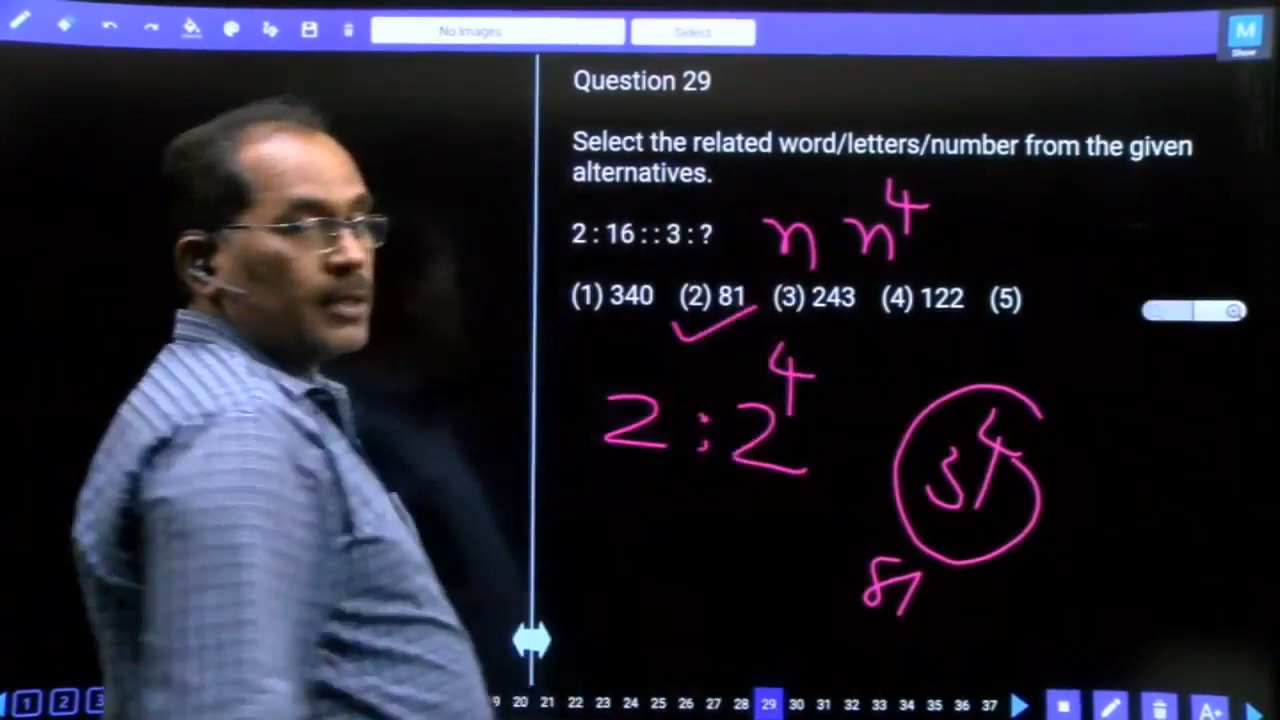 No Images
Select
M
Show
Question 29
Select the related word/letters/number from the given
alternatives.
2 : 16 : : 3 : ?
n n⁴
(1) 340 (2) 81 (3) 243 (4) 122 (5)
2 : 2⁴
3⁴
81
1 2 3
20 21 22 23 24 25 26 27 28 29 30 31 32 33 34 35 36 37
A+